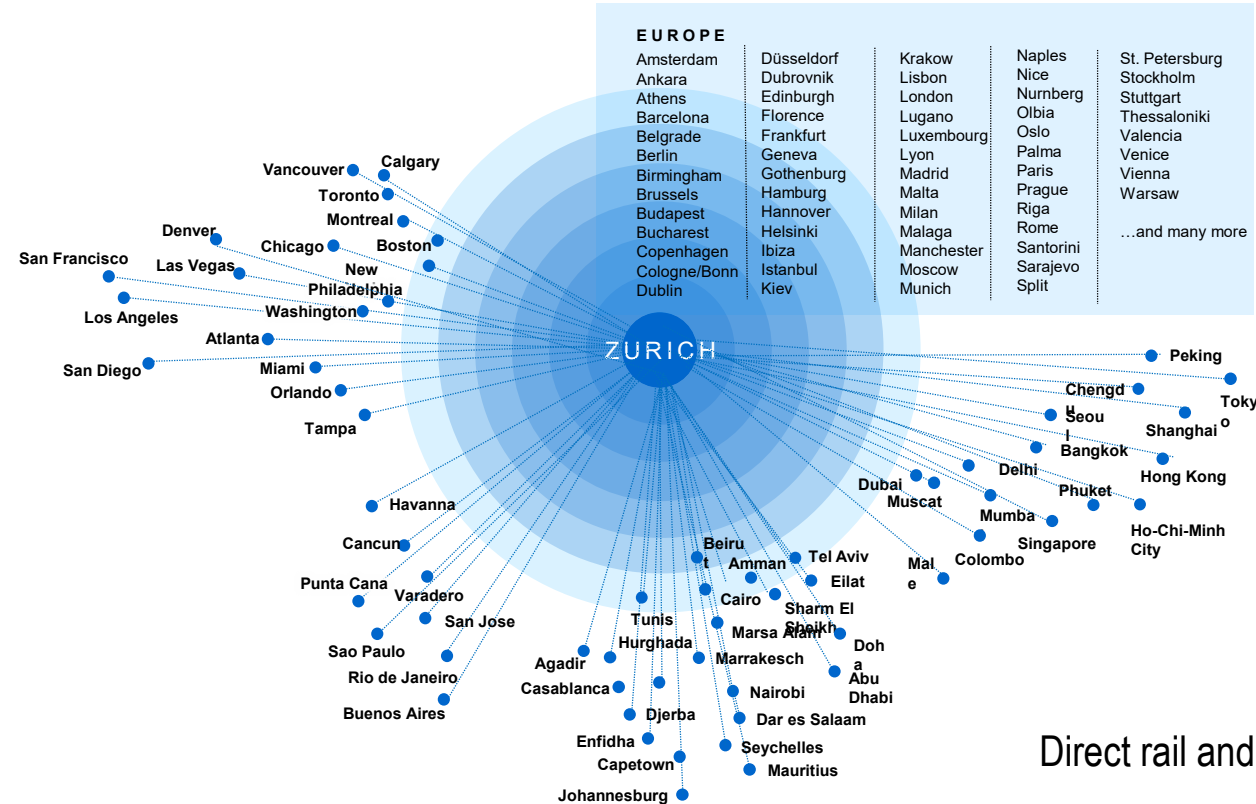 EUROPE
Amsterdam
Ankara
Athens
Barcelona
Belgrade
Berlin
Birmingham
Brussels
Budapest
Bucharest
Copenhagen
Cologne/Bonn
Dublin
Düsseldorf
Dubrovnik
Edinburgh
Florence
Frankfurt
Geneva
Gothenburg
Hamburg
Hannover
Helsinki
Ibiza
Istanbul
Kiev
Krakow
Lisbon
London
Lugano
Luxembourg
Lyon
Madrid
Malta
Milan
Malaga
Manchester
Moscow
Munich
Naples
Nice
Nurnberg
Olbia
Oslo
Palma
Paris
Prague
Riga
Rome
Santorini
Sarajevo
Split
St. Petersburg
Stockholm
Stuttgart
Thessaloniki
Valencia
Venice
Vienna
Warsaw
…and many more
Vancouver
Calgary
Toronto
Montreal
Denver
Chicago
Boston
San Francisco
Las Vegas
New
Philadelphia
Los Angeles
Washington
Atlanta
San Diego
Miami
Orlando
Tampa
ZURICH
Peking
Chengd
u
Tokyo
o
Seou
l
Shanghai
Bangkok
Hong Kong
Delhi
Dubai
Muscat
Phuket
Mumba
Ho-Chi-Minh
City
Singapore
Colombo
Mal
e
Havanna
Cancun
Punta Cana
Varadero
San Jose
Sao Paulo
Rio de Janeiro
Buenos Aires
Beiru
t
Tel Aviv
Amman
Eilat
Cairo
Sharm El
Sheikh
Tunis
Marsa Alam
Hurghada
Doh
a
Agadir
Marrakesch
Abu
Dhabi
Casablanca
Nairobi
Djerba
Dar es Salaam
Enfidha
Seychelles
Capetown
Mauritius
Johannesburg
Direct rail and